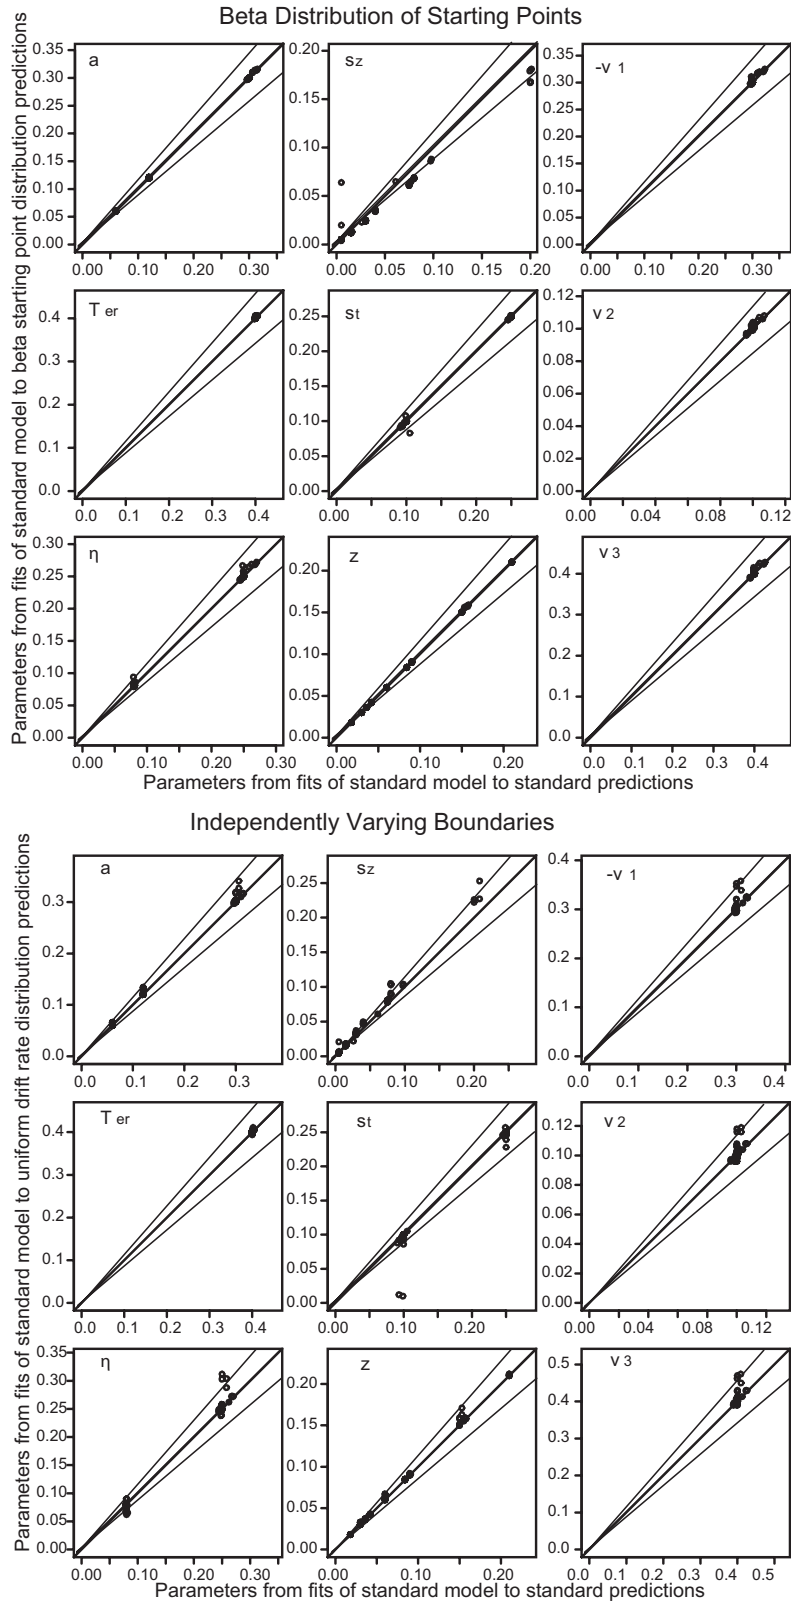 Beta Distribution of Starting Points
Parameters from fits of standard model to beta starting point distribution predictions
a
0.35
0.30
0.25
0.20
0.15
0.10
0.05
0.00
0.00 0.10 0.20 0.30
sz
0.20
0.15
0.10
0.05
0.00
0.00 0.05 0.10 0.15 0.20
-v 1
0.35
0.30
0.25
0.20
0.15
0.10
0.05
0.00
0.00 0.10 0.20 0.30
T er
0.4
0.3
0.2
0.1
0.0
0.0 0.1 0.2 0.3 0.4
st
0.25
0.20
0.15
0.10
0.05
0.00
0.00 0.10 0.20
v 2
0.12
0.10
0.08
0.06
0.04
0.02
0.00
0.00 0.04 0.08 0.12
η
0.30
0.25
0.20
0.15
0.10
0.05
0.00
0.00 0.10 0.20 0.30
z
0.20
0.15
0.10
0.05
0.00
0.00 0.10 0.20
v 3
0.4
0.3
0.2
0.1
0.0
0.0 0.1 0.2 0.3 0.4
Parameters from fits of standard model to standard predictions
Independently Varying Boundaries
Parameters from fits of standard model to uniform drift rate distribution predictions
a
0.3
0.2
0.1
0.0
0.0 0.1 0.2 0.3
sz
0.25
0.20
0.15
0.10
0.05
0.00
0.00 0.10 0.20
-v 1
0.4
0.3
0.2
0.1
0.0
0.0 0.1 0.2 0.3 0.4
T er
0.4
0.3
0.2
0.1
0.0
0.0 0.1 0.2 0.3 0.4
st
0.25
0.20
0.15
0.10
0.05
0.00
0.00 0.10 0.20
v 2
0.12
0.10
0.08
0.06
0.04
0.02
0.00
0.00 0.04 0.08 0.12
η
0.35
0.30
0.25
0.20
0.15
0.10
0.05
0.00
0.00 0.10 0.20 0.30
z
0.20
0.15
0.10
0.05
0.00
0.00 0.10 0.20
v 3
0.5
0.4
0.3
0.2
0.1
0.0
0.0 0.1 0.2 0.3 0.4 0.5
Parameters from fits of standard model to standard predictions